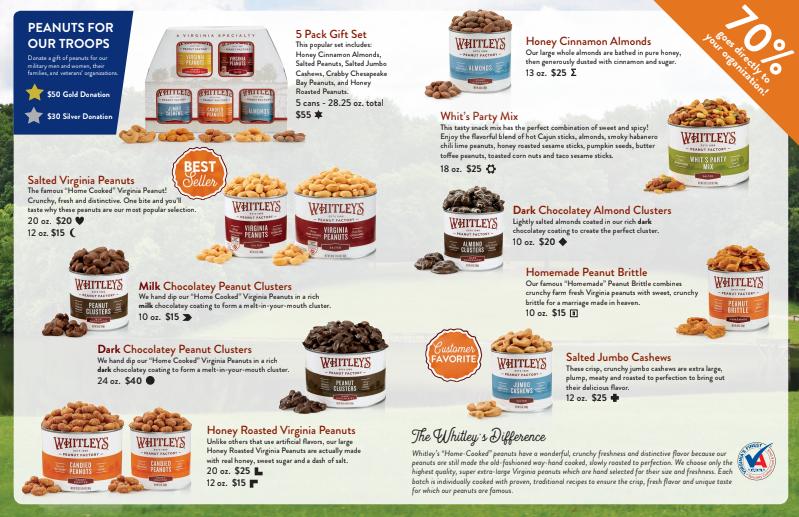 PEANUTS FOR
OUR TROOPS
Donate a gift of peanuts for our
military men and women, their
families, and veterans' organizations.
$50 Gold Donation
$30 Silver Donation
A VIRGINIA SPECIALTY
5 Pack Gift Set
This popular set includes:
Honey Cinnamon Almonds,
Salted Peanuts, Salted Jumbo
Cashews, Crabby Chesapeake
Bay Peanuts, and Honey
Roasted Peanuts.
5 cans - 28.25 oz. total
$55
WHITLEY'S
PEANUT FACTORY
ALMONDS
Honey Cinnamon Almonds
Our large whole almonds are bathed in pure honey,
then generously dusted with cinnamon and sugar.
13 oz. $25 Σ
70%
goes directly to
your organization!
Whit's Party Mix
This tasty snack mix has the perfect combination of sweet and spicy!
Enjoy the flavorful blend of hot Cajun sticks, almonds, smoky habanero
chili lime peanuts, honey roasted sesame sticks, pumpkin seeds, butter
toffee peanuts, toasted corn nuts and taco sesame sticks.
18 oz. $25
WHITLEY'S
PEANUT FACTORY
WHIT'S PARTY
MIX
BEST
Seller
Salted Virginia Peanuts
The famous "Home Cooked" Virginia Peanut!
Crunchy, fresh and distinctive. One bite and you'll
taste why these peanuts are our most popular selection.
20 oz. $20
12 oz. $15
WHITLEY'S
PEANUT FACTORY
VIRGINIA
PEANUTS
WHITLEY'S
PEANUT FACTORY
VIRGINIA
PEANUTS
WHITLEY'S
PEANUT FACTORY
ALMOND
CLUSTERS
Dark Chocolatey Almond Clusters
Lightly salted almonds coated in our rich dark
chocolatey coating to create the perfect cluster.
10 oz. $20
WHITLEY'S
PEANUT FACTORY
PEANUT
CLUSTERS
Milk Chocolatey Peanut Clusters
We hand dip our "Home Cooked" Virginia Peanuts in a rich
milk chocolatey coating to form a melt-in-your-mouth cluster.
10 oz. $15
Homemade Peanut Brittle
Our famous "Homemade" Peanut Brittle combines
crunchy farm fresh Virginia peanuts with sweet, crunchy
brittle for a marriage made in heaven.
10 oz. $15
WHITLEY'S
PEANUT FACTORY
PEANUT
BRITTLE
Dark Chocolatey Peanut Clusters
We hand dip our "Home Cooked" Virginia Peanuts in a rich
dark chocolatey coating to form a melt-in-your-mouth cluster.
24 oz. $40
WHITLEY'S
PEANUT FACTORY
PEANUT
CLUSTERS
Customer
FAVORITE
WHITLEY'S
PEANUT FACTORY
JUMBO
CASHEWS
Salted Jumbo Cashews
These crisp, crunchy jumbo cashews are extra large,
plump, meaty and roasted to perfection to bring out
their delicious flavor.
12 oz. $25
WHITLEY'S
PEANUT FACTORY
CANDIED
PEANUTS
WHITLEY'S
PEANUT FACTORY
CANDIED
PEANUTS
Honey Roasted Virginia Peanuts
Unlike others that use artificial flavors, our large
Honey Roasted Virginia Peanuts are actually made
with real honey, sweet sugar and a dash of salt.
20 oz. $25
12 oz. $15
The Whitley's Difference
Whitley's "Home-Cooked" peanuts have a wonderful, crunchy freshness and distinctive flavor because our
peanuts are still made the old-fashioned way-hand cooked, slowly roasted to perfection. We choose only the
highest quality, super extra-large Virginia peanuts which are hand selected for their size and freshness. Each
batch is individually cooked with proven, traditional recipes to ensure the crisp, fresh flavor and unique taste
for which our peanuts are famous.